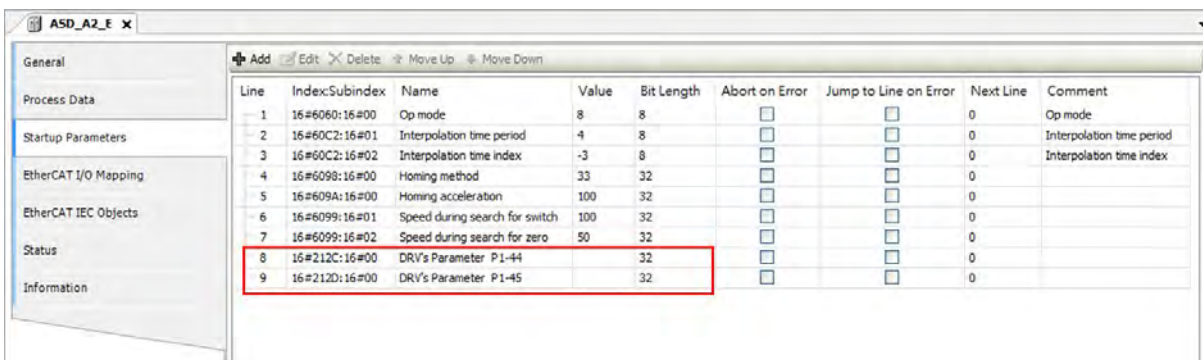 ASD_A2_E X
General
Process Data
Startup Parameters
EtherCAT I/O Mapping
EtherCAT IEC Objects
Status
Information
Add Edit Delete Move Up Move Down
Line Index:Subindex Name Value Bit Length Abort on Error Jump to Line on Error Next Line Comment
1 16#6060:16#00 Op mode 8 8 0 Op mode
2 16#60C2:16#01 Interpolation time period 4 8 0 Interpolation time period
3 16#60C2:16#02 Interpolation time index -3 8 0 Interpolation time index
4 16#6098:16#00 Homing method 33 32 0
5 16#609A:16#00 Homing acceleration 100 32 0
6 16#6099:16#01 Speed during search for switch 100 32 0
7 16#6099:16#02 Speed during search for zero 50 32 0
8 16#212C:16#00 DRV's Parameter P1-44 32 0
9 16#212D:16#00 DRV's Parameter P1-45 32 0